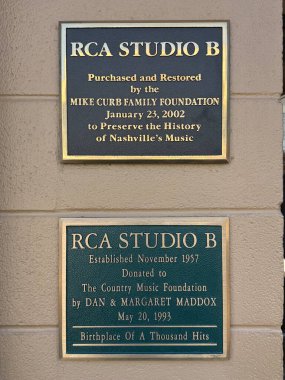 RCA STUDIO B
Purchased and Restored
by the
MIKE CURB FAMILY FOUNDATION
January 23, 2002
to Preserve the History
of Nashville's Music
RCA STUDIO B
Established November 1957
Donated to
The Country Music Foundation
by DAN & MARGARET MADDOX
May 20, 1993
Birthplace Of A Thousand Hits